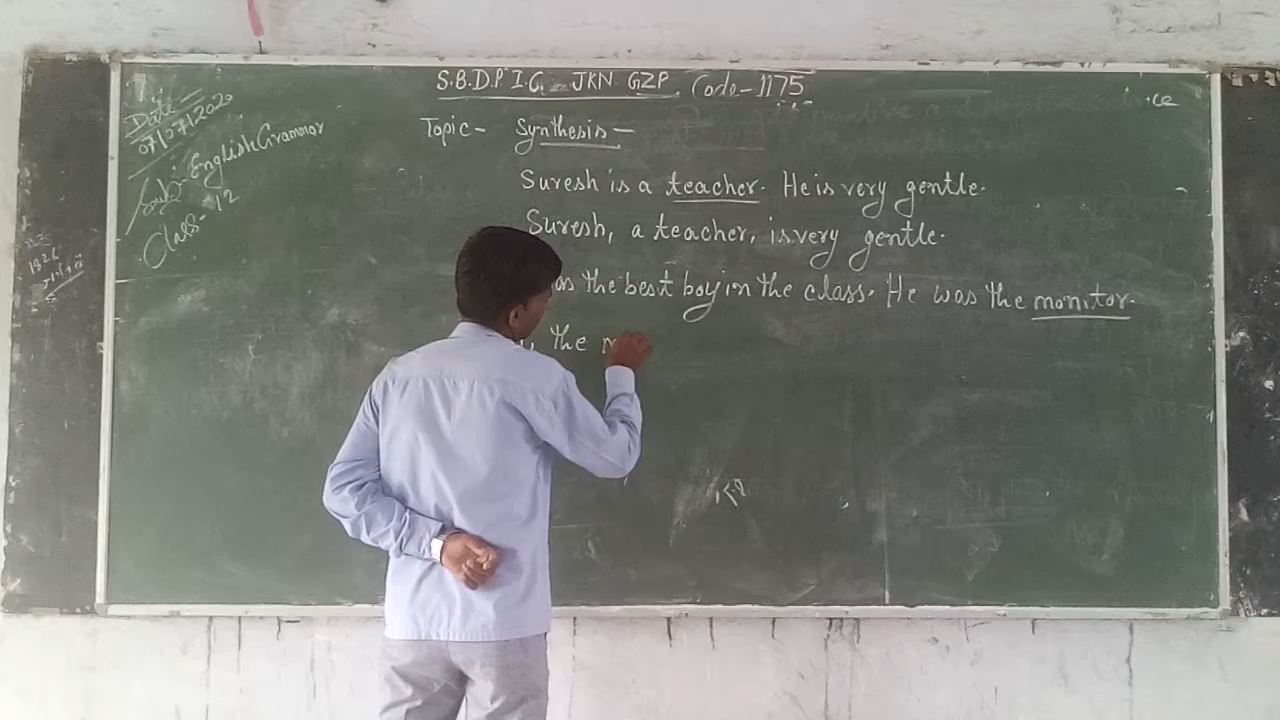 S.B.D.P I.C. JKN GZP. Code-1175
Date-
07/07/2020
Sub- English Grammar
Class- 12
Topic- Synthesis-
Suresh is a teacher. He is very gentle.
Suresh, a teacher, is very gentle.
as the best boy in the class. He was the monitor.
the